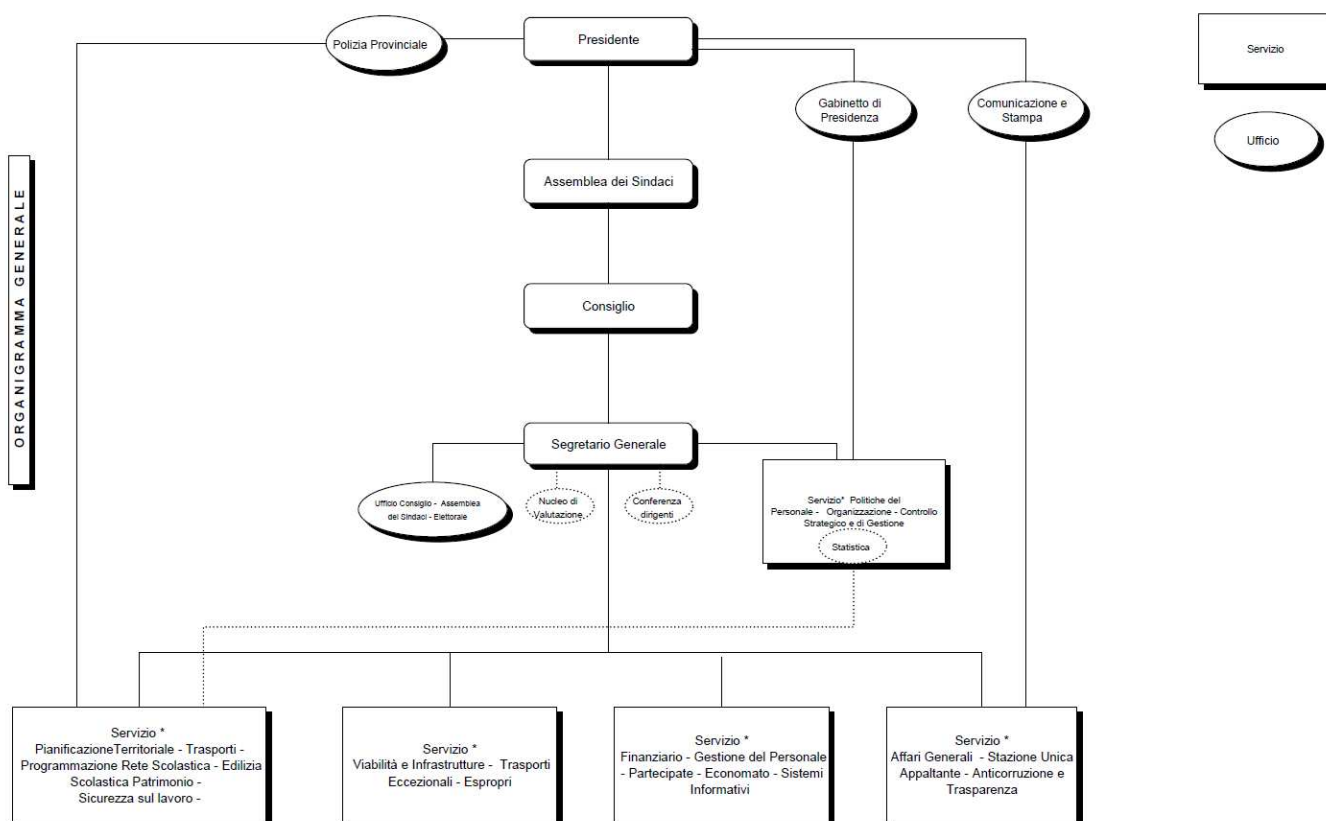 Polizia Provinciale
Presidente
Servizio
Gabinetto di
Presidenza
Comunicazione e
Stampa
Ufficio
ORGANIGRAMMA GENERALE
Assemblea dei Sindaci
Consiglio
Segretario Generale
Ufficio Consiglio - Assemblea
dei Sindaci - Elettorale
Nucleo di
Valutazione
Conferenza
dirigenti
Servizio* Politiche del
Personale - Organizzazione - Controllo
Strategico e di Gestione
Statistica
Servizio *
PianificazioneTerritoriale - Trasporti -
Programmazione Rete Scolastica - Edilizia
Scolastica Patrimonio -
Sicurezza sul lavoro -
Servizio *
Viabilità e Infrastrutture - Trasporti
Eccezionali - Espropri
Servizio *
Finanziario - Gestione del Personale
- Partecipate - Economato - Sistemi
Informativi
Servizio *
Affari Generali - Stazione Unica
Appaltante - Anticorruzione e
Trasparenza